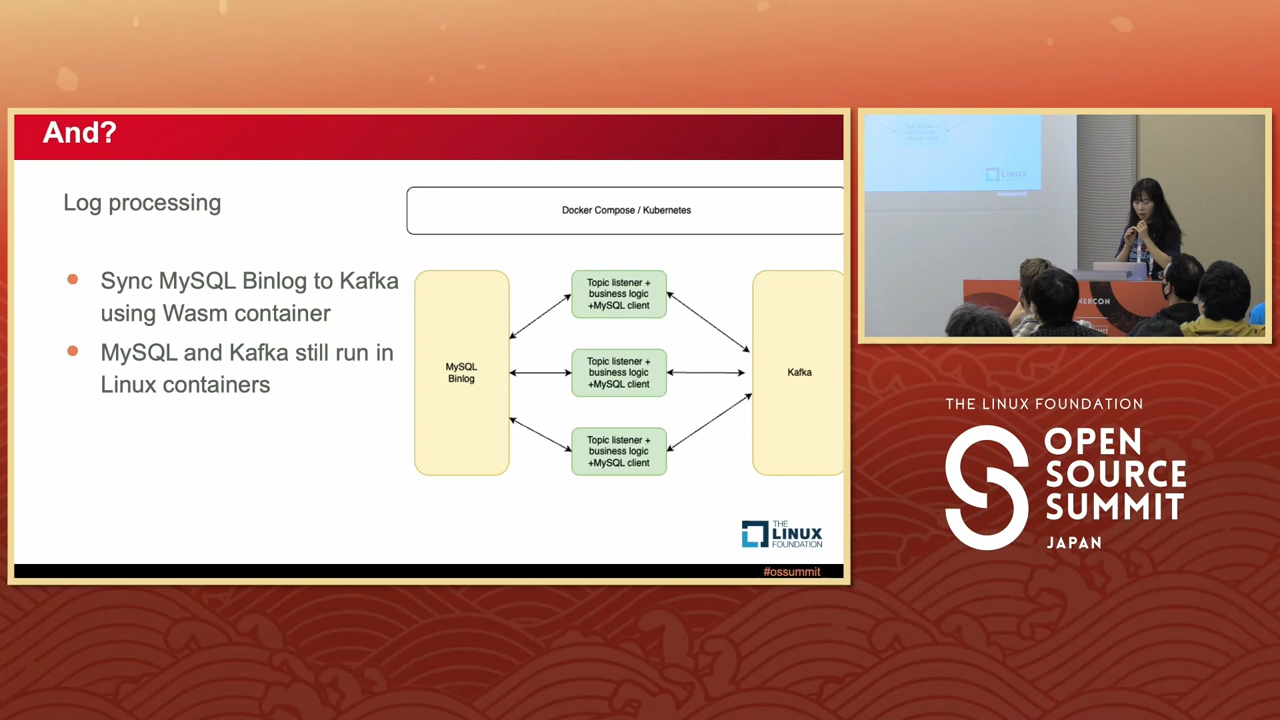 And?
Log processing
Sync MySQL Binlog to Kafka
using Wasm container
MySQL and Kafka still run in
Linux containers
Docker Compose / Kubernetes
MySQL
Binlog
Topic listener +
business logic
+MySQL client
Topic listener +
business logic
+MySQL client
Topic listener +
business logic
+MySQL client
Kafka
THE
LINUX
FOUNDATION
#ossummit
LINUX
#ossummit
THE LINUX FOUNDATION
OPEN
SOURCE
SUMMIT
JAPAN